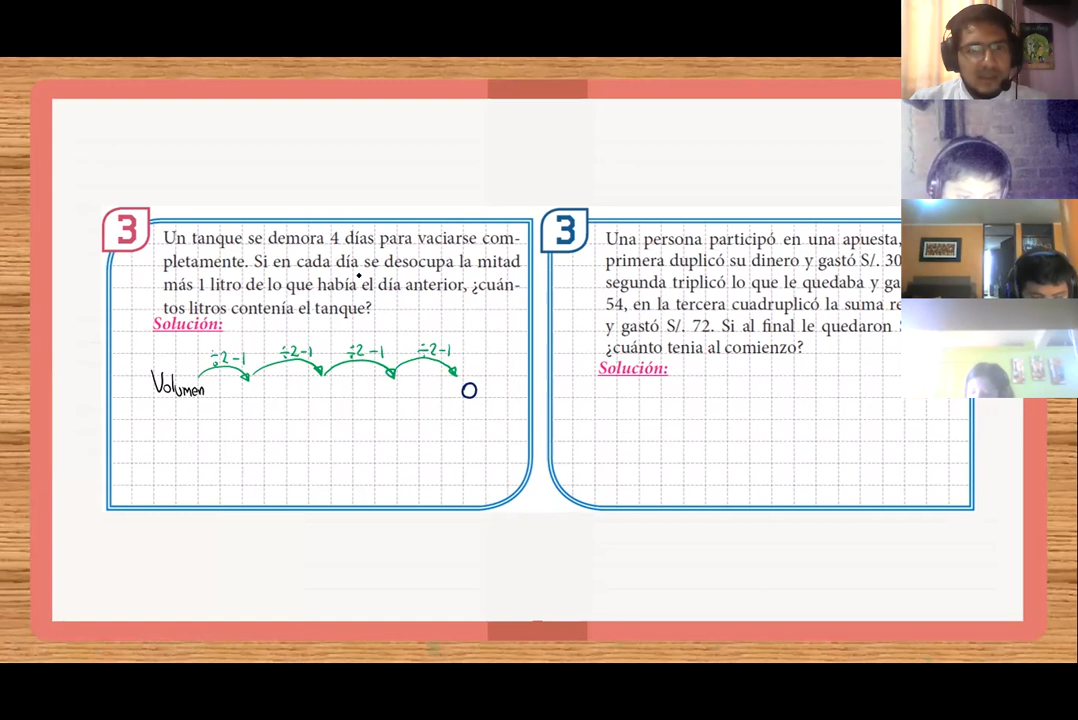 3
Un tanque se demora 4 días para vaciarse com-
pletamente. Si en cada día se desocupa la mitad
más 1 litro de lo que había el día anterior, ¿cuán-
tos litros contenía el tanque?
Solución:
÷2 -1 ÷2 -1 ÷2 -1 ÷2 -1
Volumen 0
3
Una persona participó en una apuesta,
primera duplicó su dinero y gastó S/. 30
segunda triplicó lo que le quedaba y ga
54, en la tercera cuadruplicó la suma re
y gastó S/. 72. Si al final le quedaron
¿cuánto tenia al comienzo?
Solución: